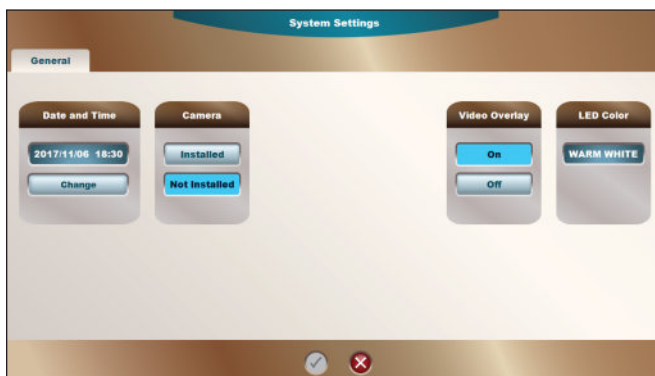 System Settings
General
Date and Time
2017/11/06 18:30
Change
Camera
Installed
Not Installed
Video Overlay
On
Off
LED Color
WARM WHITE